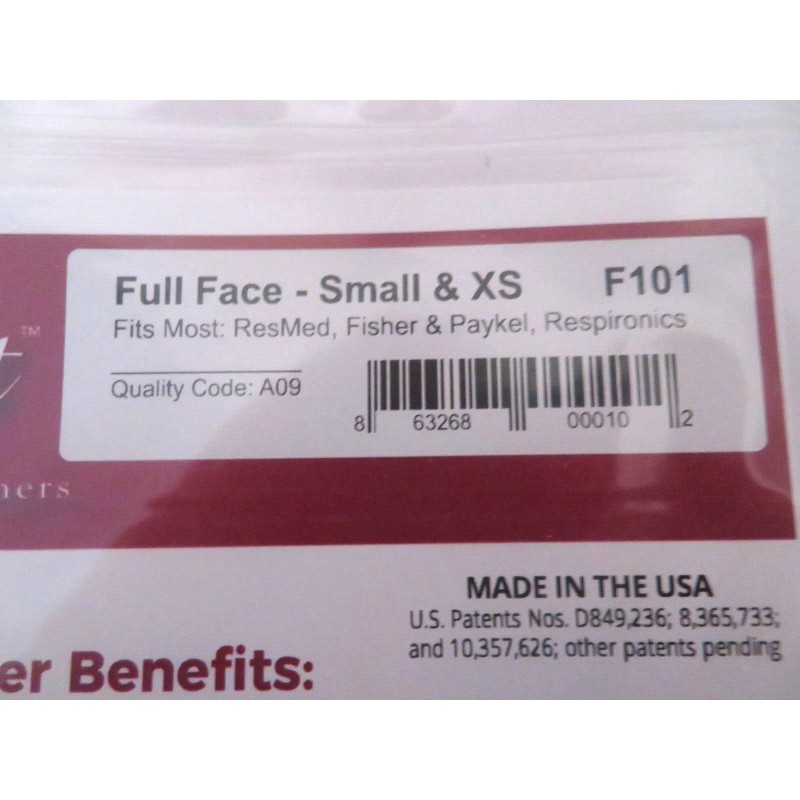 Full Face - Small & XS F101
Fits Most: ResMed, Fisher & Paykel, Respironics
Quality Code: A09
8 63268 00010 2
t™
ners
MADE IN THE USA
U.S. Patents Nos. D849,236; 8,365,733;
and 10,357,626; other patents pending
er Benefits: